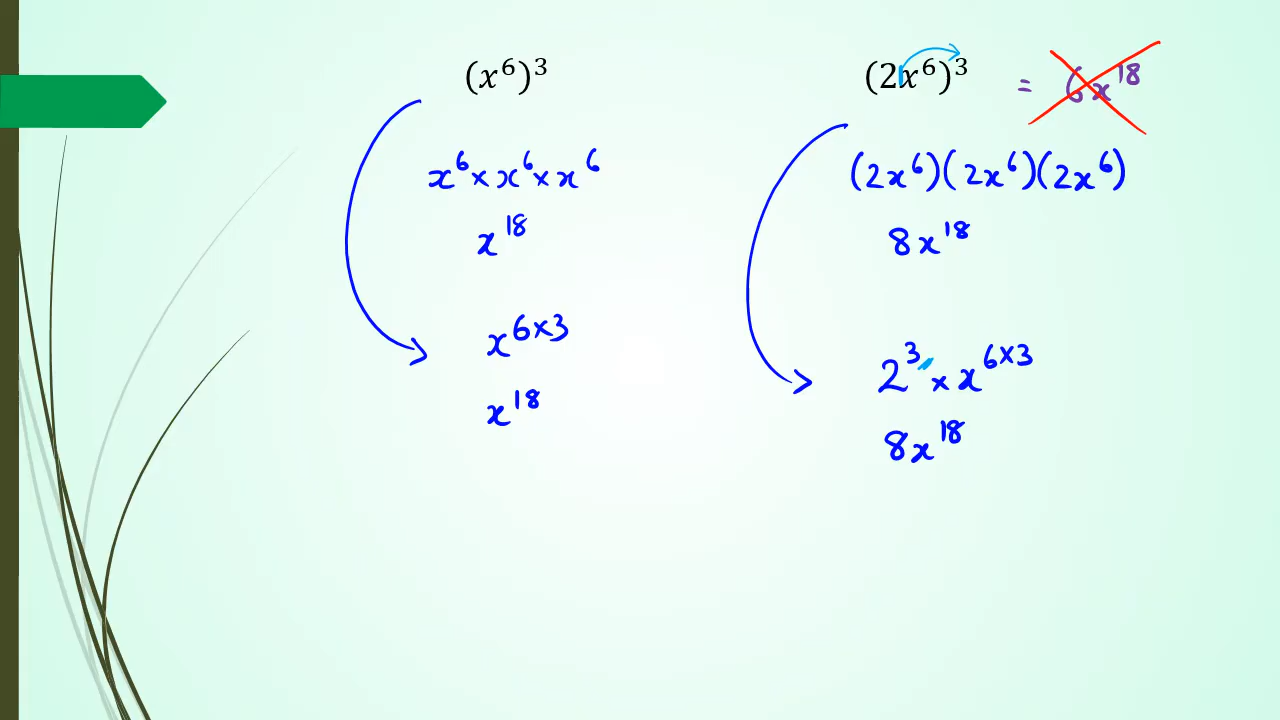 (x⁶)³
x⁶ × x⁶ × x⁶
x¹⁸
x⁶ˣ³
x¹⁸
(2x⁶)³ = 6x¹⁸
(2x⁶)(2x⁶)(2x⁶)
8x¹⁸
2³ × x⁶ˣ³
8x¹⁸